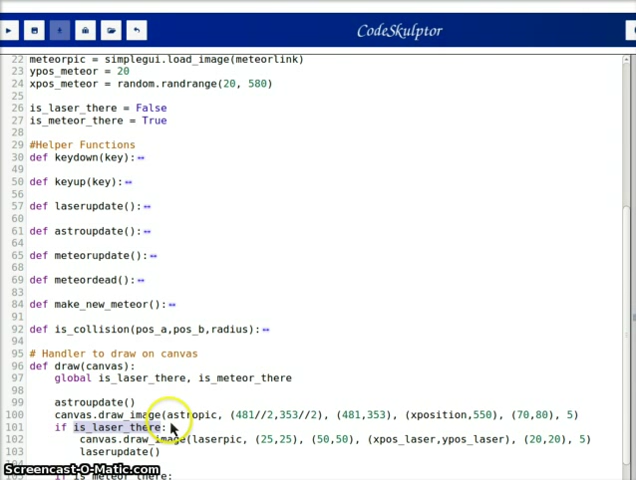 CodeSkulptor
22 meteorpic = simplegui.load_image(meteorlink)
23 ypos_meteor = 20
24 xpos_meteor = random.randrange(20, 580)
25
26 is_laser_there = False
27 is_meteor_there = True
28
29 #Helper Functions
30 def keydown(key):
49
50 def keyup(key):
56
57 def laserupdate():
60
61 def astroupdate():
64
65 def meteorupdate():
68
69 def meteordead():
83
84 def make_new_meteor():
91
92 def is_collision(pos_a,pos_b,radius):
94
95 # Handler to draw on canvas
96 def draw(canvas):
97 global is_laser_there, is_meteor_there
98
99 astroupdate()
100 canvas.draw_image(astropic, (481//2,353//2), (481,353), (xposition,550), (70,80), 5)
101 if is_laser_there:
102 canvas.draw_image(laserpic, (25,25), (50,50), (xpos_laser,ypos_laser), (20,20), 5)
103 laserupdate()
Screencast-O-Matic.com
if is_meteor_there: